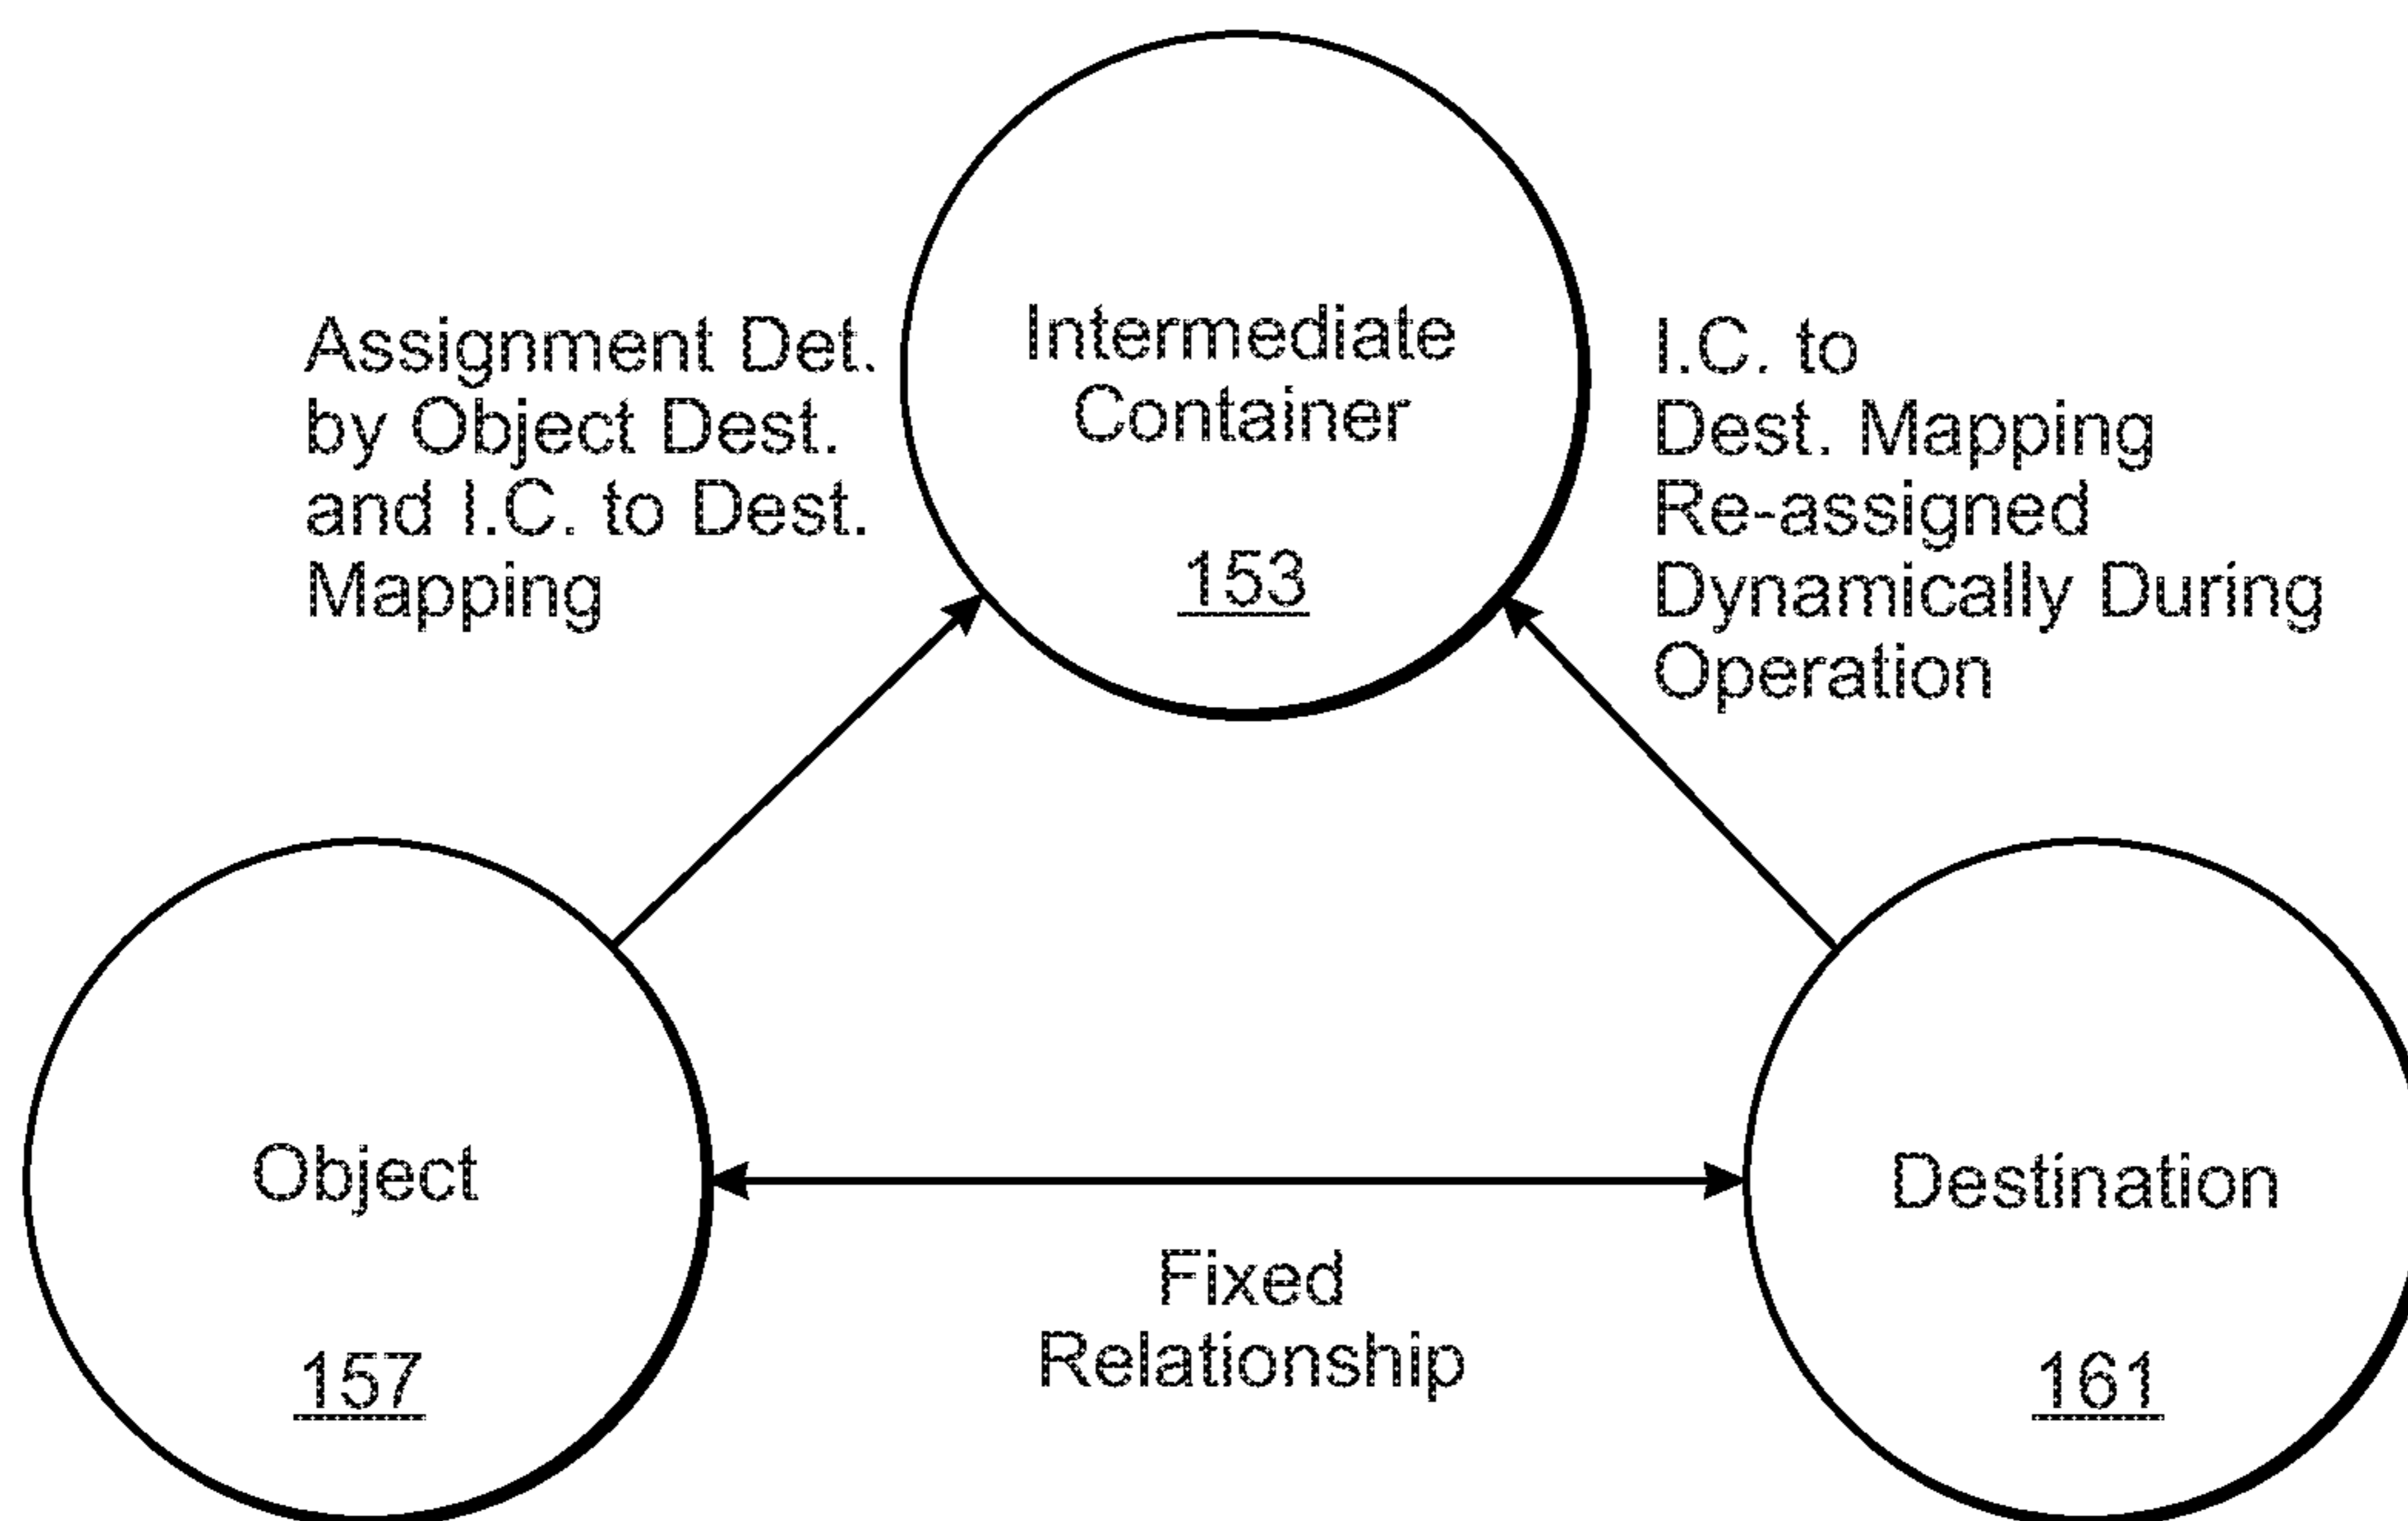 Intermediate
Container
153
Assignment Det.
by Object Dest.
and I.C. to Dest.
Mapping
I.C. to
Dest. Mapping
Re-assigned
Dynamically During
Operation
Object
157
Fixed
Relationship
Destination
161